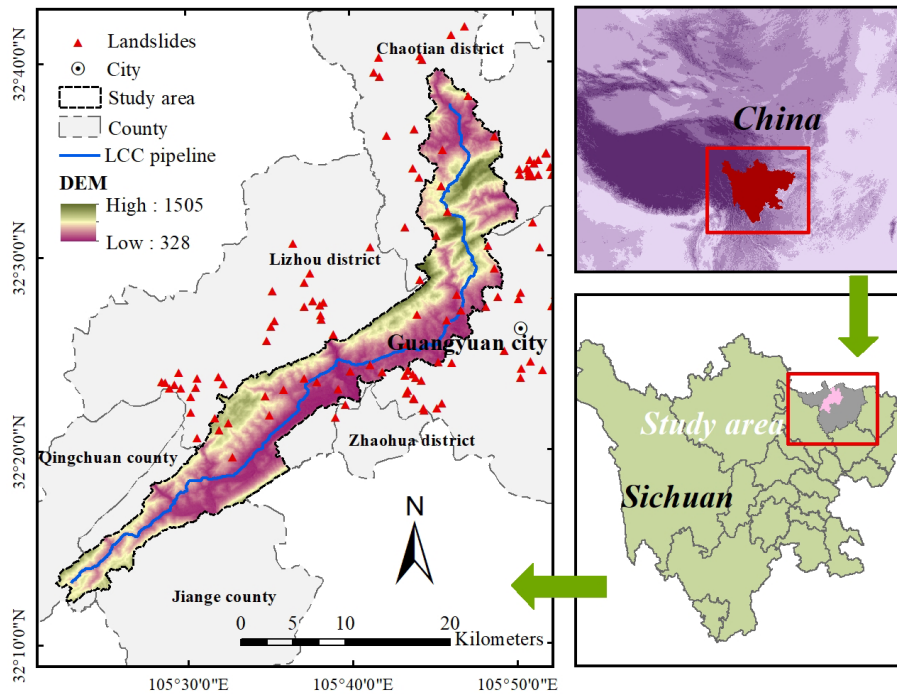 Landslides
City
Study area
County
LCC pipeline
DEM
High : 1505
Low : 328
Chaotian district
Lizhou district
Guangyuan city
Qingchuan county
Zhaohua district
Jiange county
N
0 5 10 20
Kilometers
32°40'0"N
32°30'0"N
32°20'0"N
32°10'0"N
105°30'0"E
105°40'0"E
105°50'0"E
China
Study area
Sichuan